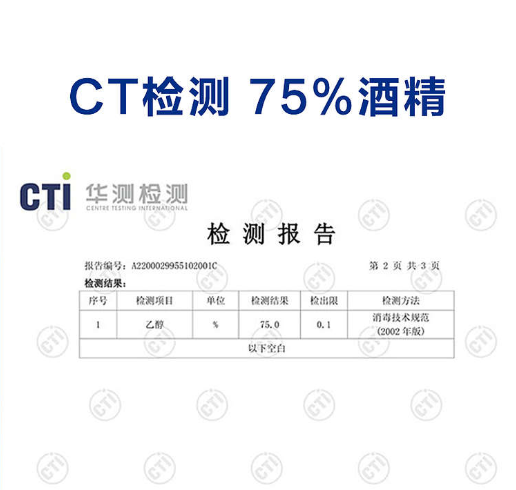 CT检测 75%酒精
CTI 华测检测
CENTRE TESTING INTERNATIONAL
检测报告
报告编号: A2200029955102001C 第 2 页 共 3 页
检测结果:
序号 检测项目 单位 检测结果 检出限 检测方法
1 乙醇 % 75.0 0.1 消毒技术规范
(2002 年版)
以下空白